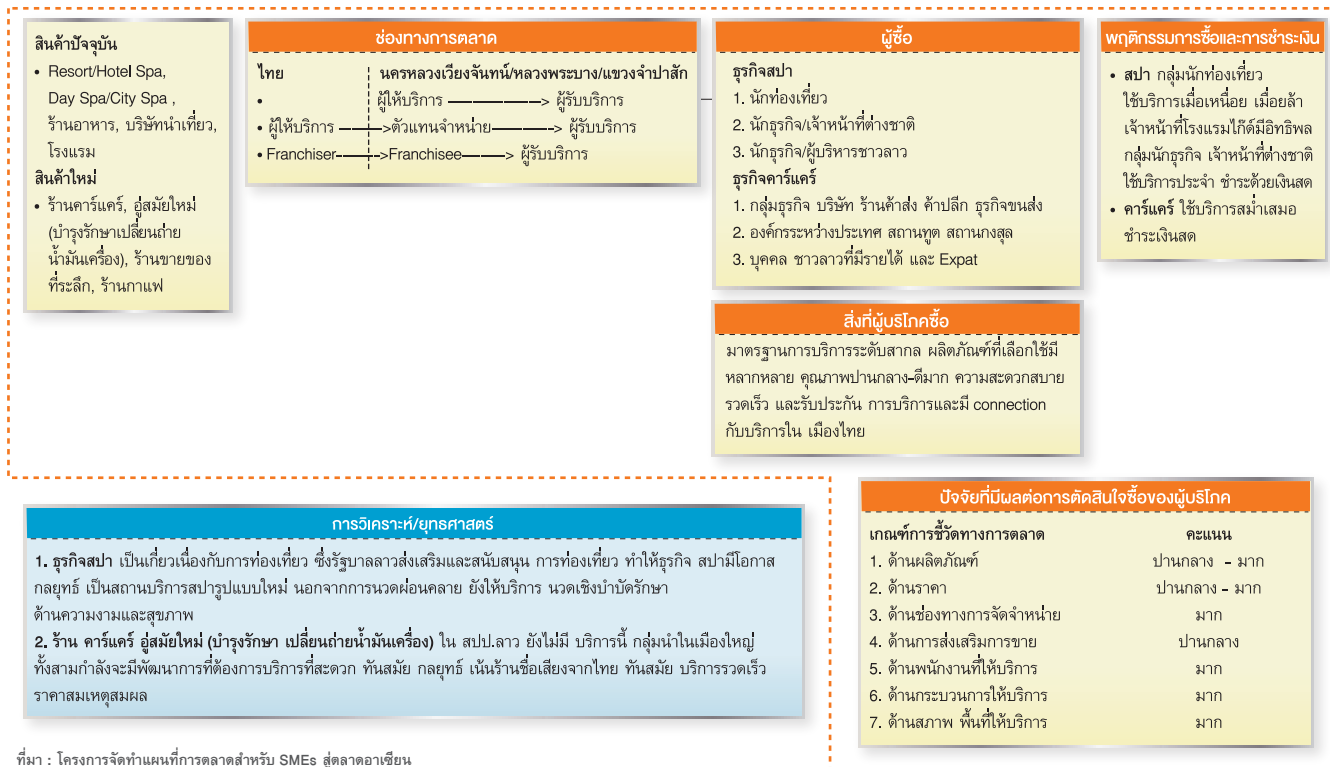 สินค้าปัจจุบัน
• Resort/Hotel Spa,
Day Spa/City Spa ,
ร้านอาหาร, บริษัทนำเที่ยว,
โรงแรม
สินค้าใหม่
• ร้านคาร์แคร์, อู่สมัยใหม่
(บำรุงรักษาเปลี่ยนถ่าย
น้ำมันเครื่อง), ร้านขายของ
ที่ระลึก, ร้านกาแฟ
ช่องทางการตลาด
ไทย นครหลวงเวียงจันทน์/หลวงพระบาง/แขวงจำปาสัก
• ผู้ให้บริการ ——————> ผู้รับบริการ
• ผู้ให้บริการ ———>ตัวแทนจำหน่าย————> ผู้รับบริการ
• Franchiser———>Franchisee———> ผู้รับบริการ
ผู้ซื้อ
ธุรกิจสปา
1. นักท่องเที่ยว
2. นักธุรกิจ/เจ้าหน้าที่ต่างชาติ
3. นักธุรกิจ/ผู้บริหารชาวลาว
ธุรกิจคาร์แคร์
1. กลุ่มธุรกิจ บริษัท ร้านค้าส่ง ค้าปลีก ธุรกิจขนส่ง
2. องค์กรระหว่างประเทศ สถานทูต สถานกงสุล
3. บุคคล ชาวลาวที่มีรายได้ และ Expat
พฤติกรรมการซื้อและการชำระเงิน
• สปา กลุ่มนักท่องเที่ยว
ใช้บริการเมื่อเหนื่อย เมื่อยล้า
เจ้าหน้าที่โรงแรมไก๊ด์มีอิทธิพล
กลุ่มนักธุรกิจ เจ้าหน้าที่ต่างชาติ
ใช้บริการประจำ ชำระด้วยเงินสด
• คาร์แคร์ ใช้บริการสม่ำเสมอ
ชำระเงินสด
สิ่งที่ผู้บริโภคซื้อ
มาตรฐานการบริการระดับสากล ผลิตภัณฑ์ที่เลือกใช้มี
หลากหลาย คุณภาพปานกลาง-ดีมาก ความสะดวกสบาย
รวดเร็ว และรับประกัน การบริการและมี connection
กับบริการใน เมืองไทย
การวิเคราะห์/ยุทธศาสตร์
1. ธุรกิจสปา เป็นเกี่ยวเนื่องกับการท่องเที่ยว ซึ่งรัฐบาลลาวส่งเสริมและสนับสนุน การท่องเที่ยว ทำให้ธุรกิจ สปามีโอกาส
กลยุทธ์ เป็นสถานบริการสปารูปแบบใหม่ นอกจากการนวดผ่อนคลาย ยังให้บริการ นวดเชิงบำบัดรักษา
ด้านความงามและสุขภาพ
2. ร้าน คาร์แคร์ อู่สมัยใหม่ (บำรุงรักษา เปลี่ยนถ่ายน้ำมันเครื่อง) ใน สปป.ลาว ยังไม่มี บริการนี้ กลุ่มนำในเมืองใหญ่
ทั้งสามกำลังจะมีพัฒนาการที่ต้องการบริการที่สะดวก ทันสมัย กลยุทธ์ เน้นร้านชื่อเสียงจากไทย ทันสมัย บริการรวดเร็ว
ราคาสมเหตุสมผล
ปัจจัยที่มีผลต่อการตัดสินใจซื้อของผู้บริโภค
เกณฑ์การชี้วัดทางการตลาด คะแนน
1. ด้านผลิตภัณฑ์ ปานกลาง - มาก
2. ด้านราคา ปานกลาง - มาก
3. ด้านช่องทางการจัดจำหน่าย มาก
4. ด้านการส่งเสริมการขาย ปานกลาง
5. ด้านพนักงานที่ให้บริการ มาก
6. ด้านกระบวนการให้บริการ มาก
7. ด้านสภาพ พื้นที่ให้บริการ มาก
ที่มา : โครงการจัดทำแผนที่การตลาดสำหรับ SMEs สู่ตลาดอาเซียน